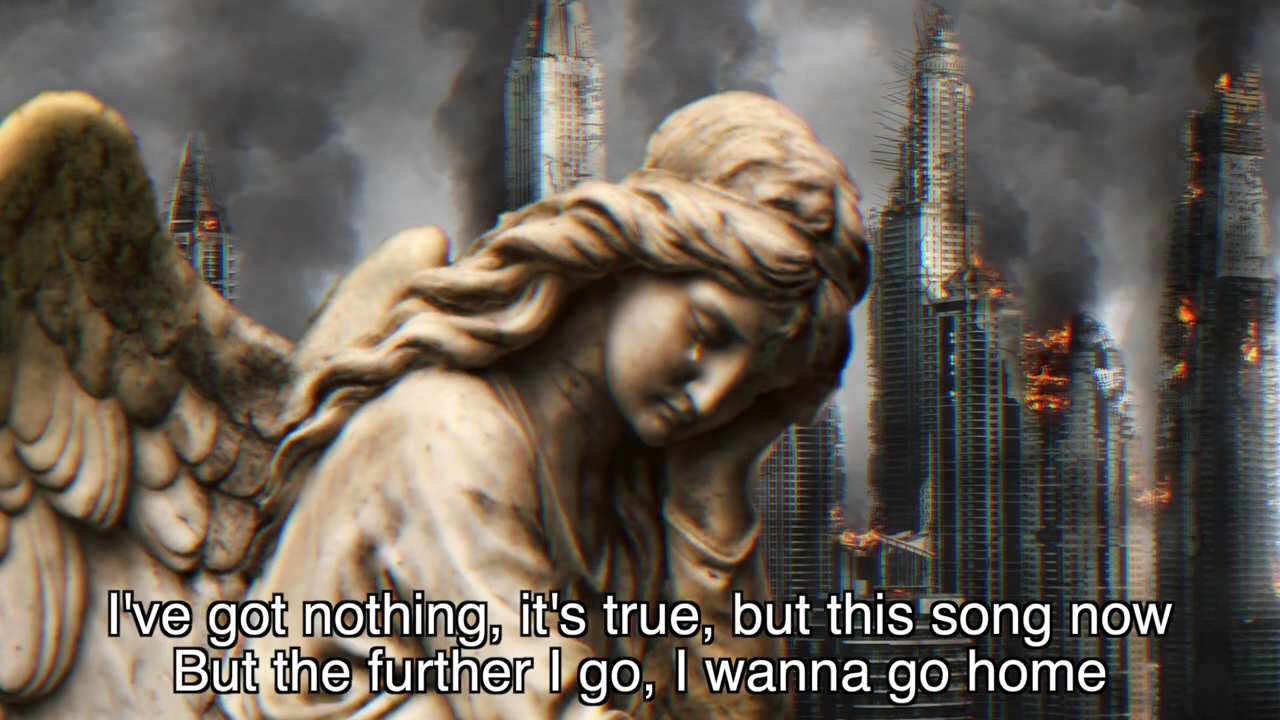 I've got nothing, it's true, but this song now
But the further I go, I wanna go home